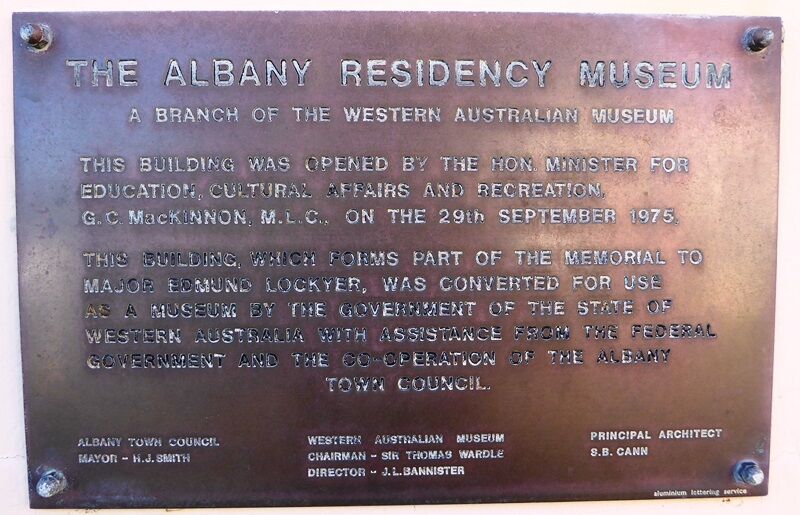 THE ALBANY RESIDENCY MUSEUM
A BRANCH OF THE WESTERN AUSTRALIAN MUSEUM
THIS BUILDING WAS OPENED BY THE HON. MINISTER FOR
EDUCATION, CULTURAL AFFAIRS AND RECREATION,
G.C. MacKINNON, M.L.C., ON THE 29th SEPTEMBER 1975.
THIS BUILDING, WHICH FORMS PART OF THE MEMORIAL TO
MAJOR EDMUND LOCKYER, WAS CONVERTED FOR USE
AS A MUSEUM BY THE GOVERNMENT OF THE STATE OF
WESTERN AUSTRALIA WITH ASSISTANCE FROM THE FEDERAL
GOVERNMENT AND THE CO-OPERATION OF THE ALBANY
TOWN COUNCIL.
ALBANY TOWN COUNCIL
MAYOR - H.J. SMITH
WESTERN AUSTRALIAN MUSEUM
CHAIRMAN - SIR THOMAS WARDLE
DIRECTOR - J.L. BANNISTER
PRINCIPAL ARCHITECT
S.B. CANN
aluminium lettering service